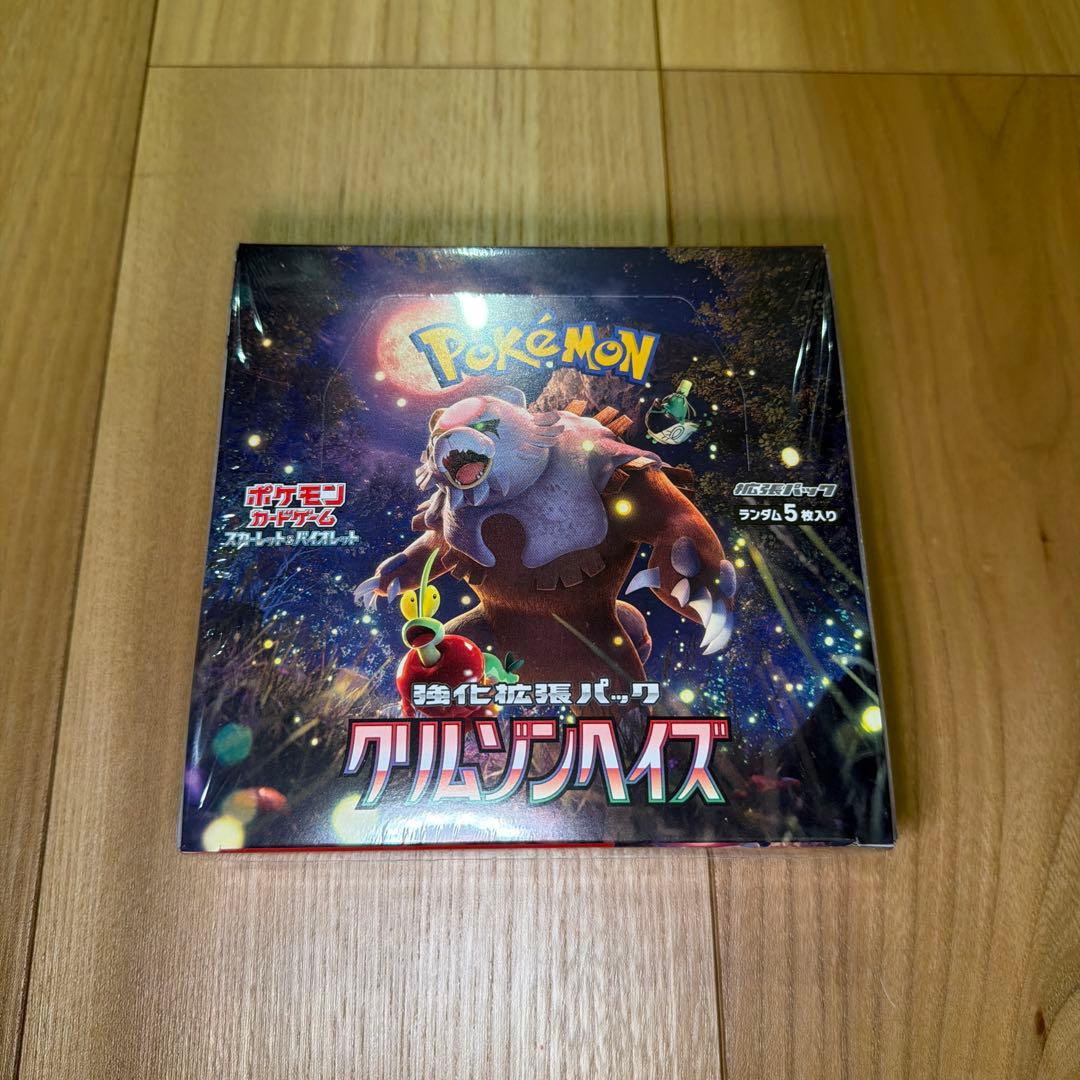 POKéMON
ポケモン
カードゲーム
スカーレット&バイオレット
拡張パック
ランダム5枚入り
強化拡張パック
クリムゾンヘイズ